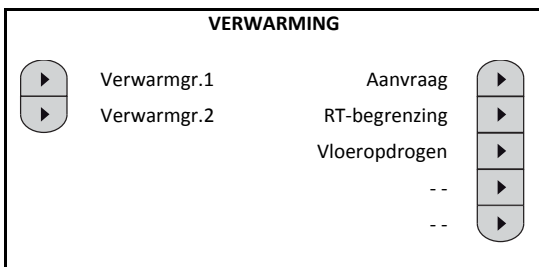 VERWARMING
Verwarmgr.1 Aanvraag
Verwarmgr.2 RT-begrenzing
Vloeropdrogen
- -
- -